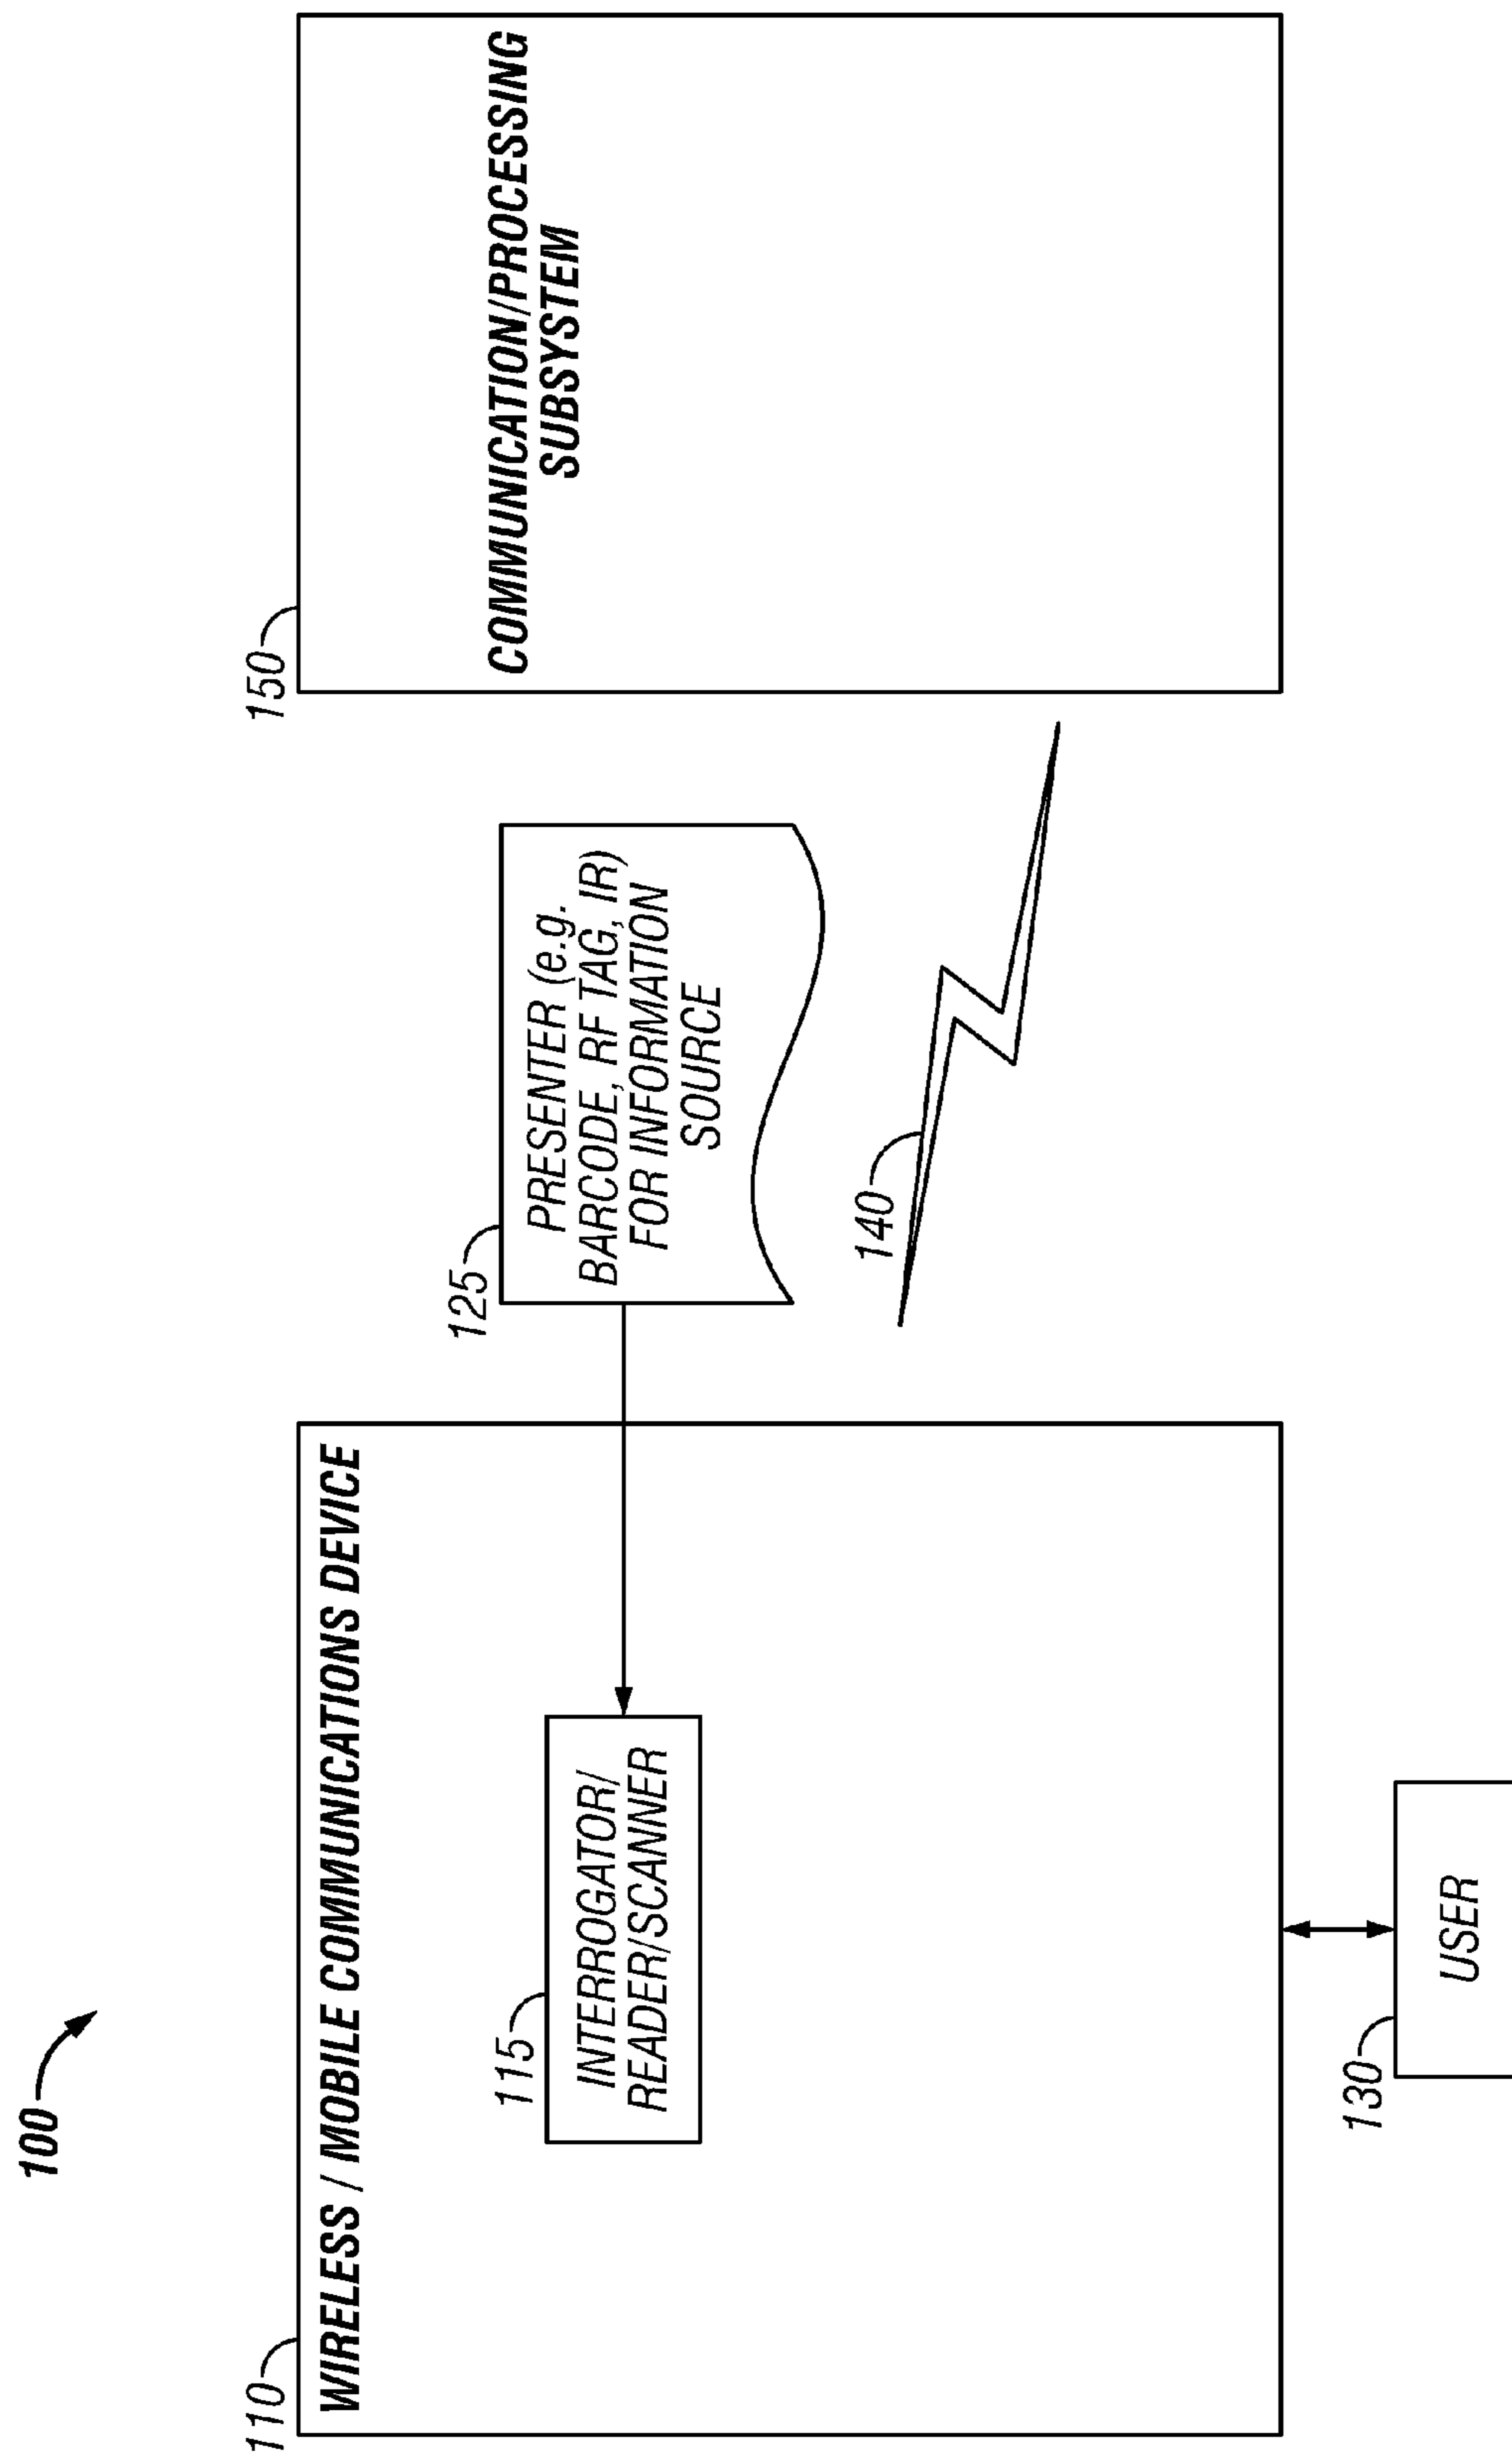 100
110
WIRELESS / MOBILE COMMUNICATIONS DEVICE
115
INTERROGATOR/
READER/SCANNER
125
PRESENTER (e.g.
BARCODE, RF TAG, IR)
FOR INFORMATION
SOURCE
140
150
COMMUNICATION/PROCESSING
SUBSYSTEM
130
USER